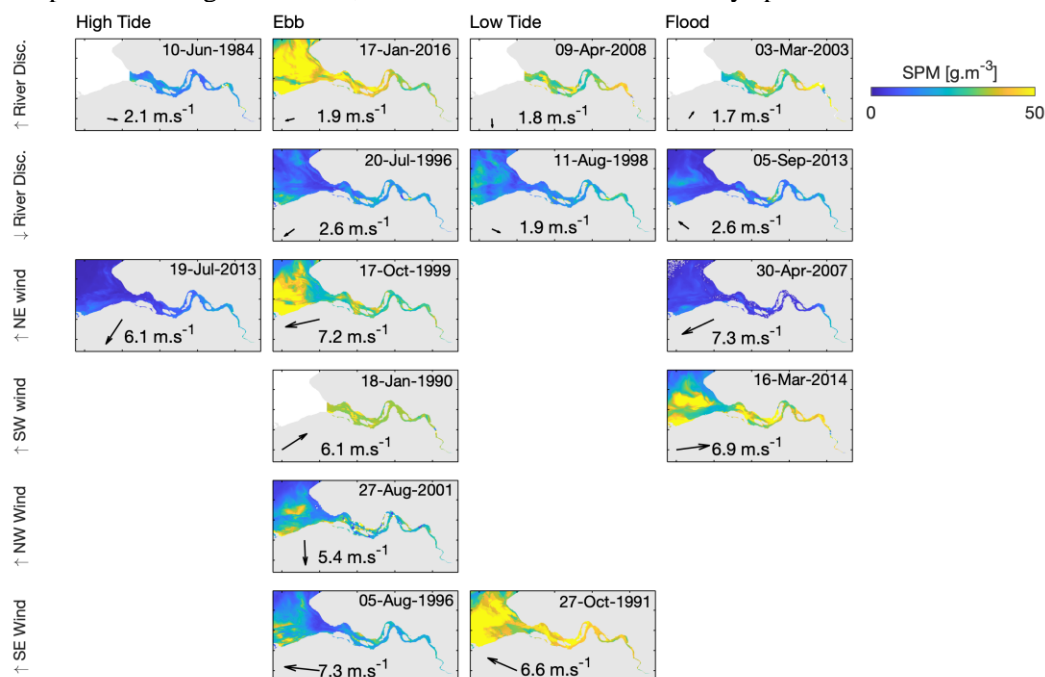 High Tide Ebb Low Tide Flood
↑ River Disc. 10-Jun-1984 17-Jan-2016 09-Apr-2008 03-Mar-2003
2.1 m.s⁻¹ 1.9 m.s⁻¹ 1.8 m.s⁻¹ 1.7 m.s⁻¹
SPM [g.m⁻³]
0 50
↓ River Disc. 20-Jul-1996 11-Aug-1998 05-Sep-2013
2.6 m.s⁻¹ 1.9 m.s⁻¹ 2.6 m.s⁻¹
↑ NE wind 19-Jul-2013 17-Oct-1999 30-Apr-2007
6.1 m.s⁻¹ 7.2 m.s⁻¹ 7.3 m.s⁻¹
↑ SW wind 18-Jan-1990 16-Mar-2014
6.1 m.s⁻¹ 6.9 m.s⁻¹
↑ NW Wind 27-Aug-2001
5.4 m.s⁻¹
↑ SE Wind 05-Aug-1996 27-Oct-1991
7.3 m.s⁻¹ 6.6 m.s⁻¹